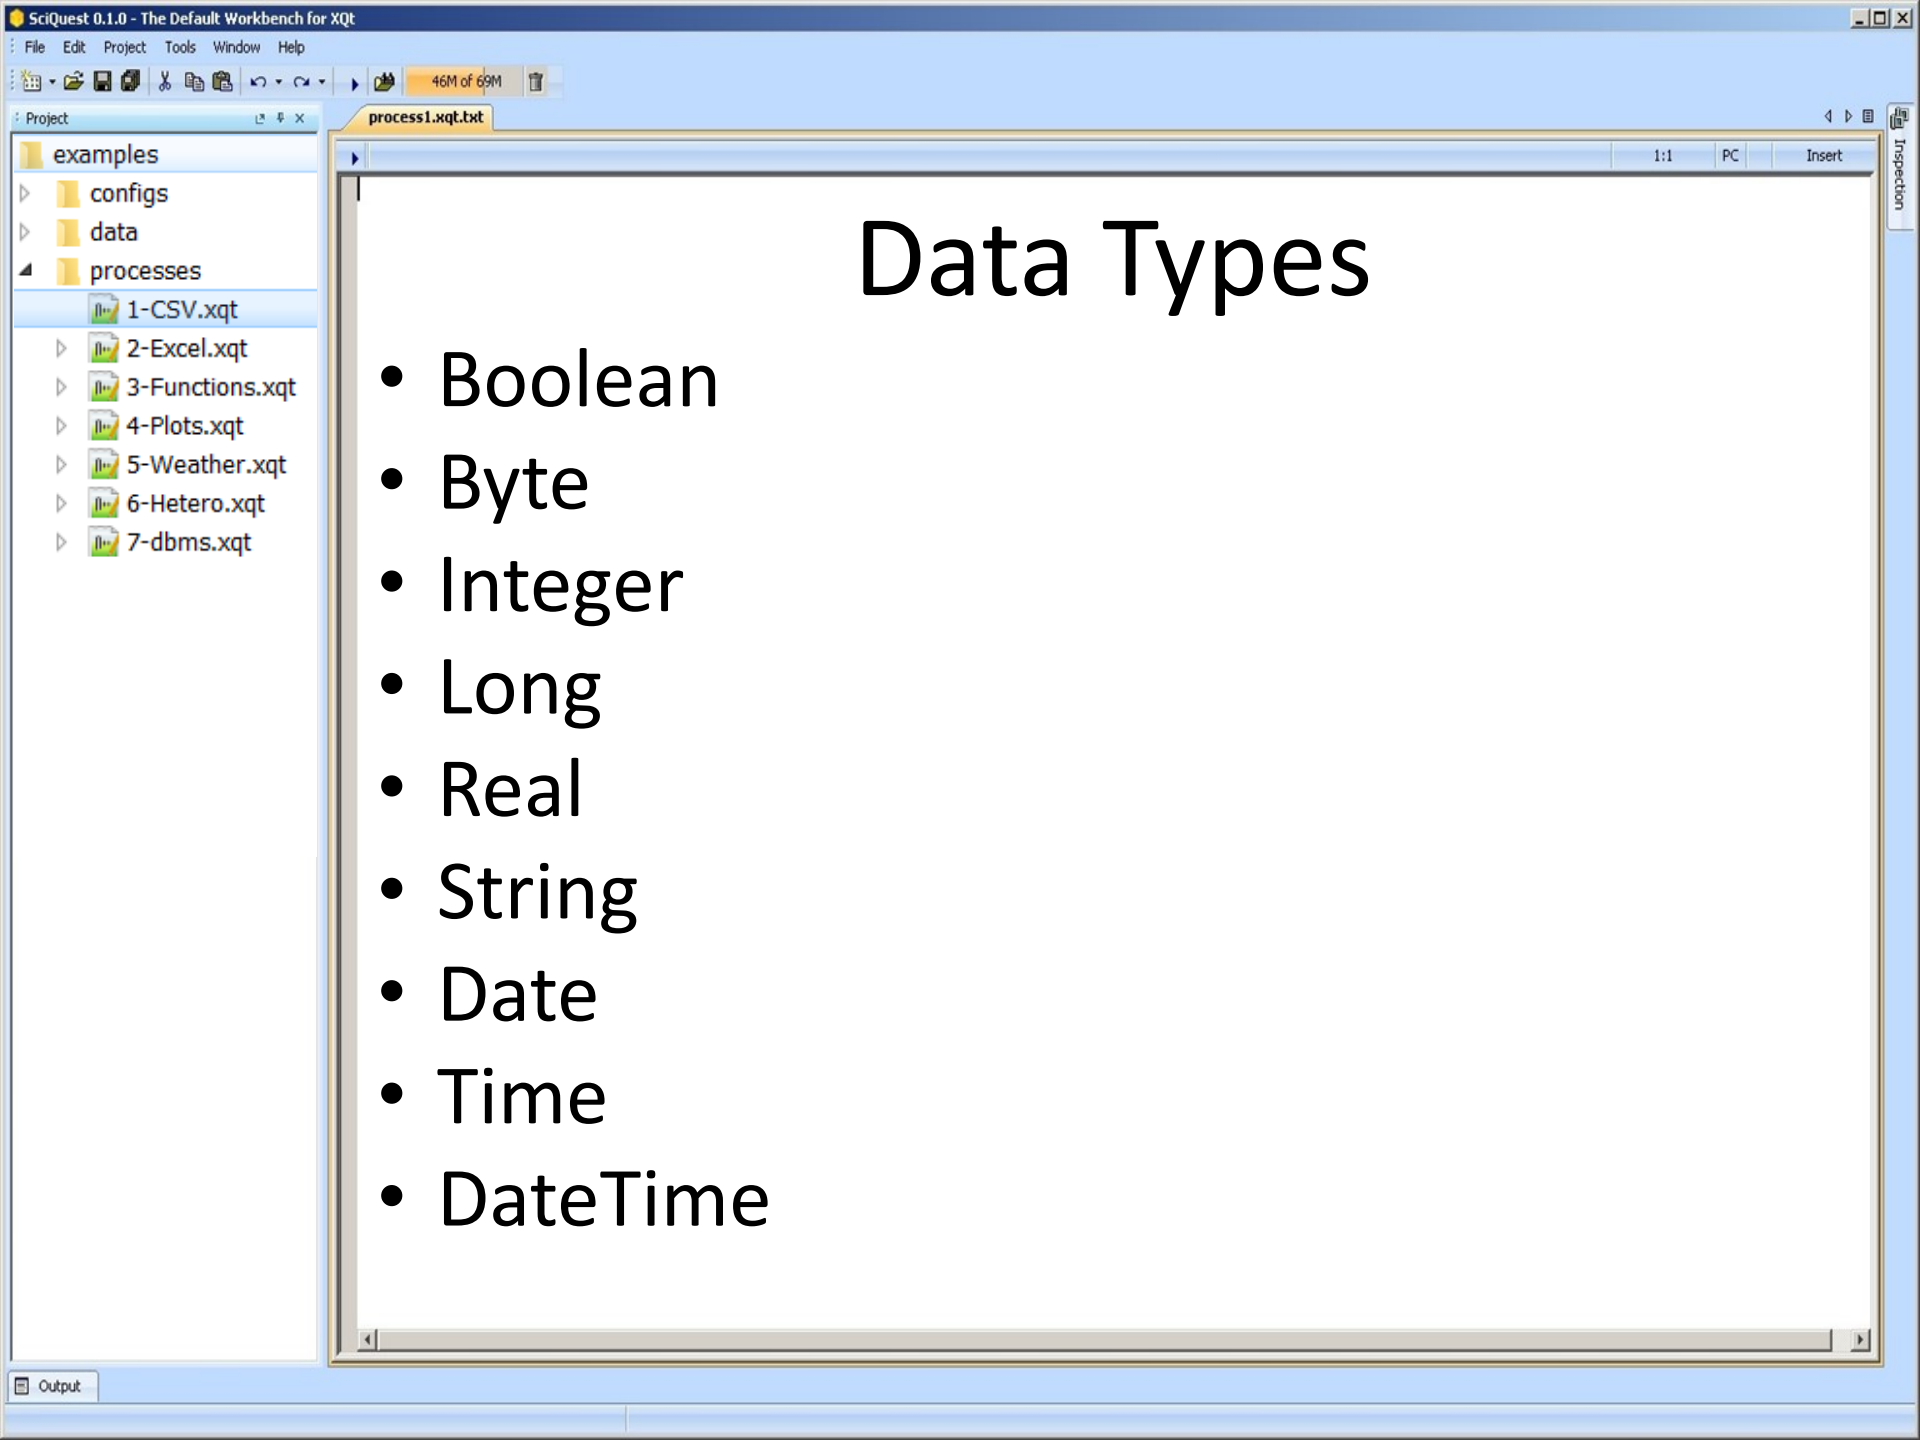 SciQuest 0.1.0 - The Default Workbench for XQt
File Edit Project Tools Window Help
46M of 69M
Project
process1.xqt.txt
examples
configs
data
processes
1-CSV.xqt
2-Excel.xqt
3-Functions.xqt
4-Plots.xqt
5-Weather.xqt
6-Hetero.xqt
7-dbms.xqt
1:1 PC Insert
Inspection
Data Types
• Boolean
• Byte
• Integer
• Long
• Real
• String
• Date
• Time
• DateTime
Output